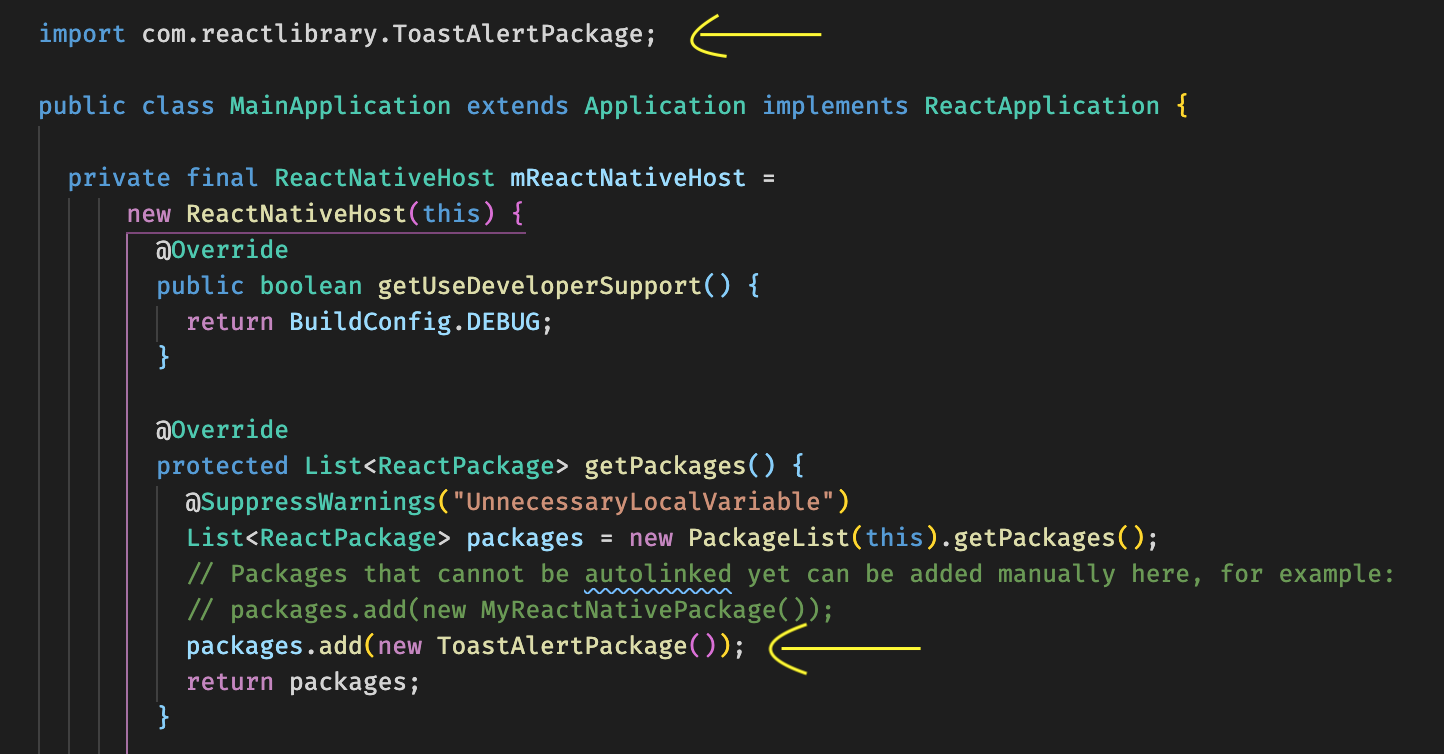 import com.reactlibrary.ToastAlertPackage;
public class MainApplication extends Application implements ReactApplication {
private final ReactNativeHost mReactNativeHost =
new ReactNativeHost(this) {
@Override
public boolean getUseDeveloperSupport() {
return BuildConfig.DEBUG;
}
@Override
protected List<ReactPackage> getPackages() {
@SuppressWarnings("UnnecessaryLocalVariable")
List<ReactPackage> packages = new PackageList(this).getPackages();
// Packages that cannot be autolinked yet can be added manually here, for example:
// packages.add(new MyReactNativePackage());
packages.add(new ToastAlertPackage());
return packages;
}